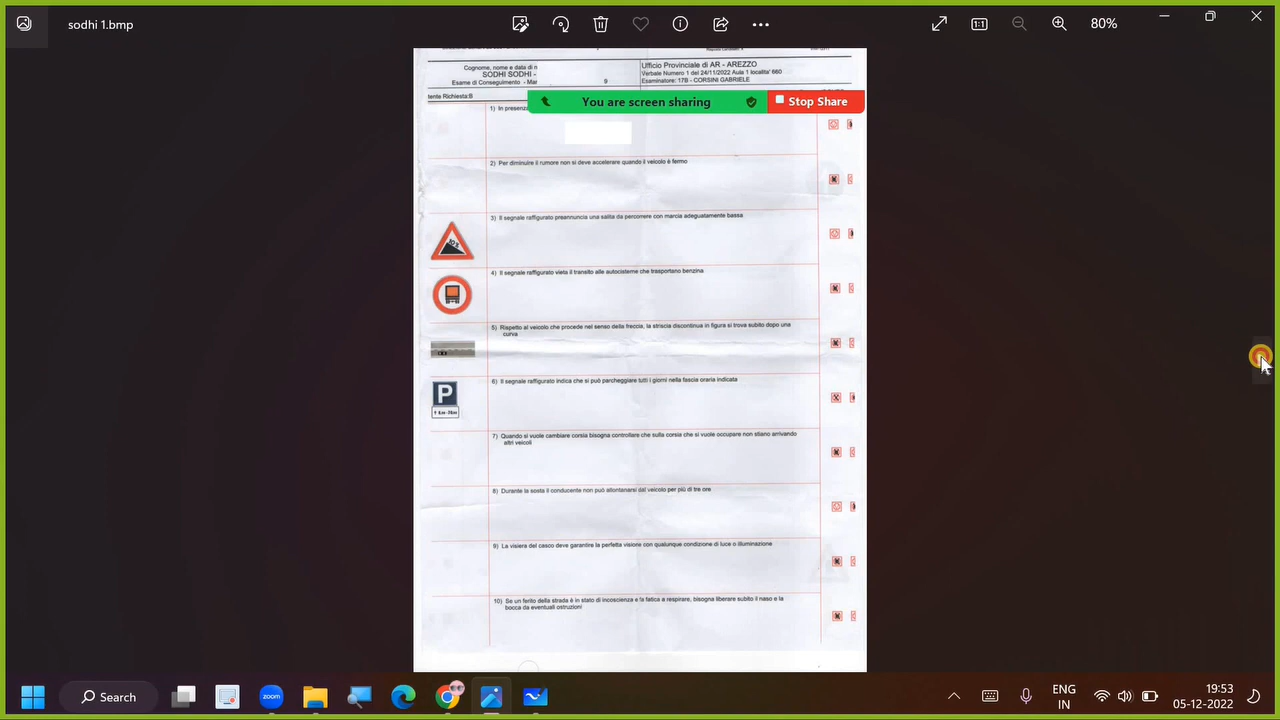 sodhi 1.bmp
80%
Cognome, nome e data di n
SODHI SODHI -
Esame di Conseguimento - Mar
9
Ufficio Provinciale di AR - AREZZO
Verbale Numero 1 del 24/11/2022 Aula 1 localita' 660
Esaminatore: 17B - CORSINI GABRIELE
tente Richiesta:B
You are screen sharing
Stop Share
1) In presenza
2) Per diminuire il rumore non si deve accelerare quando il veicolo è fermo
3) Il segnale raffigurato preannuncia una salita da percorrere con marcia adeguatamente bassa
10%
4) Il segnale raffigurato vieta il transito alle autocisterne che trasportano benzina
5) Rispetto al veicolo che procede nel senso della freccia, la striscia discontinua in figura si trova subito dopo una
curva
6) Il segnale raffigurato indica che si può parcheggiare tutti i giorni nella fascia oraria indicata
P
7) Quando si vuole cambiare corsia bisogna controllare che sulla corsia che si vuole occupare non stiano arrivando
altri veicoli
8) Durante la sosta il conducente non può allontanarsi dal veicolo per più di tre ore
9) La visiera del casco deve garantire la perfetta visione con qualunque condizione di luce o illuminazione
10) Se un ferito della strada è in stato di incoscienza e fa fatica a respirare, bisogna liberare subito il naso e la
bocca da eventuali ostruzioni
Search
zoom
ENG
IN
19:53
05-12-2022